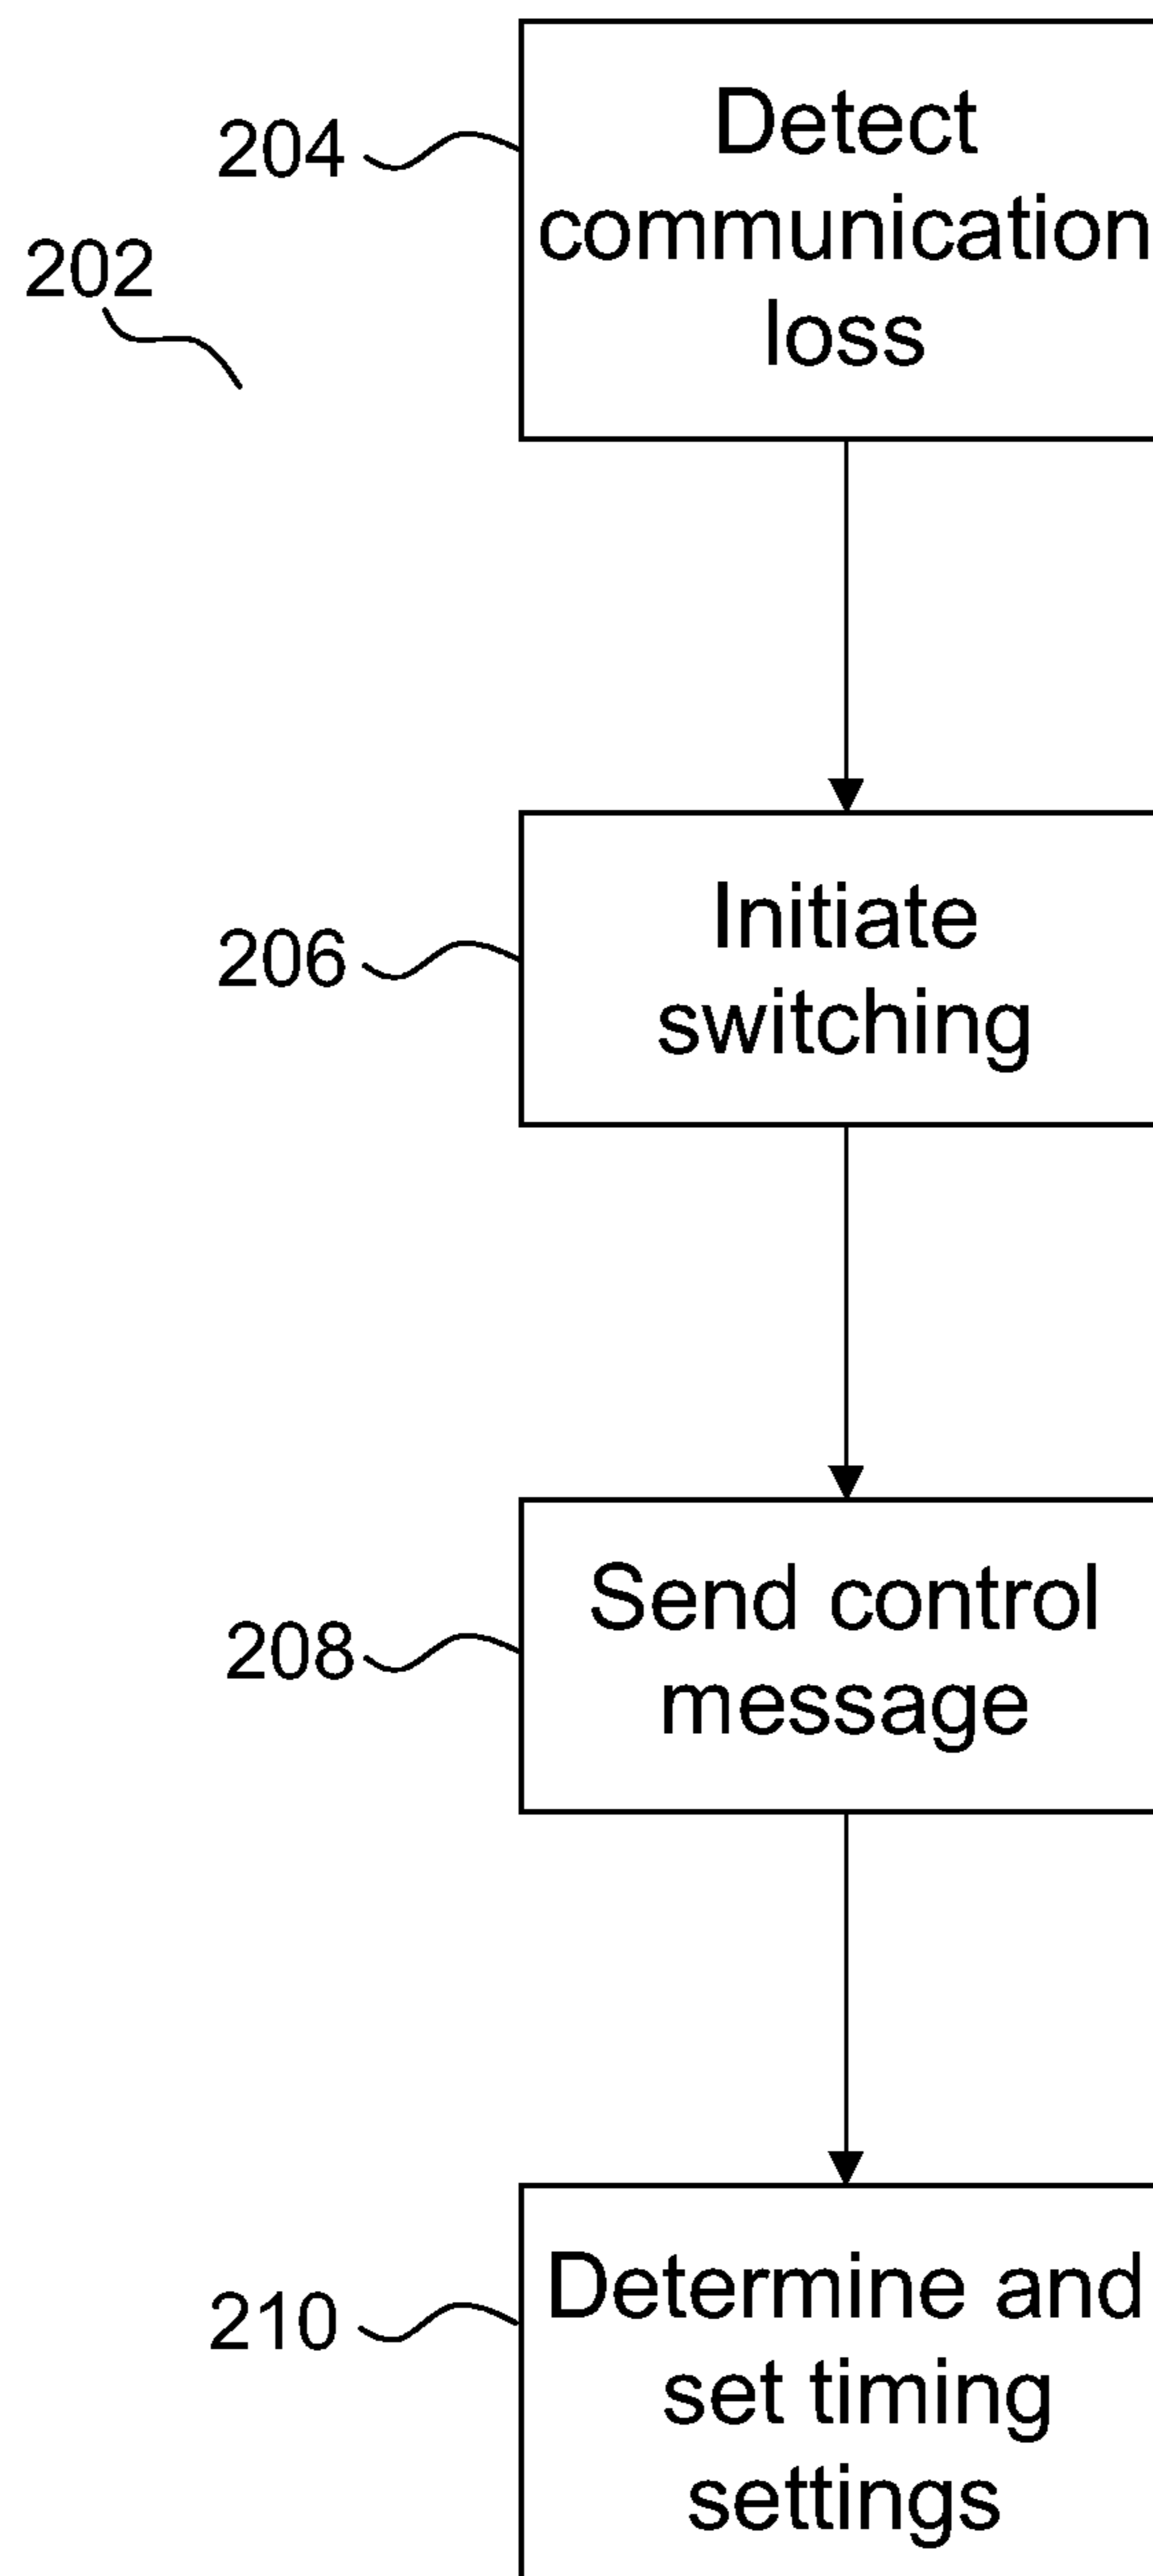 204
Detect
communication
loss
202
206
Initiate
switching
208
Send control
message
210
Determine and
set timing
settings